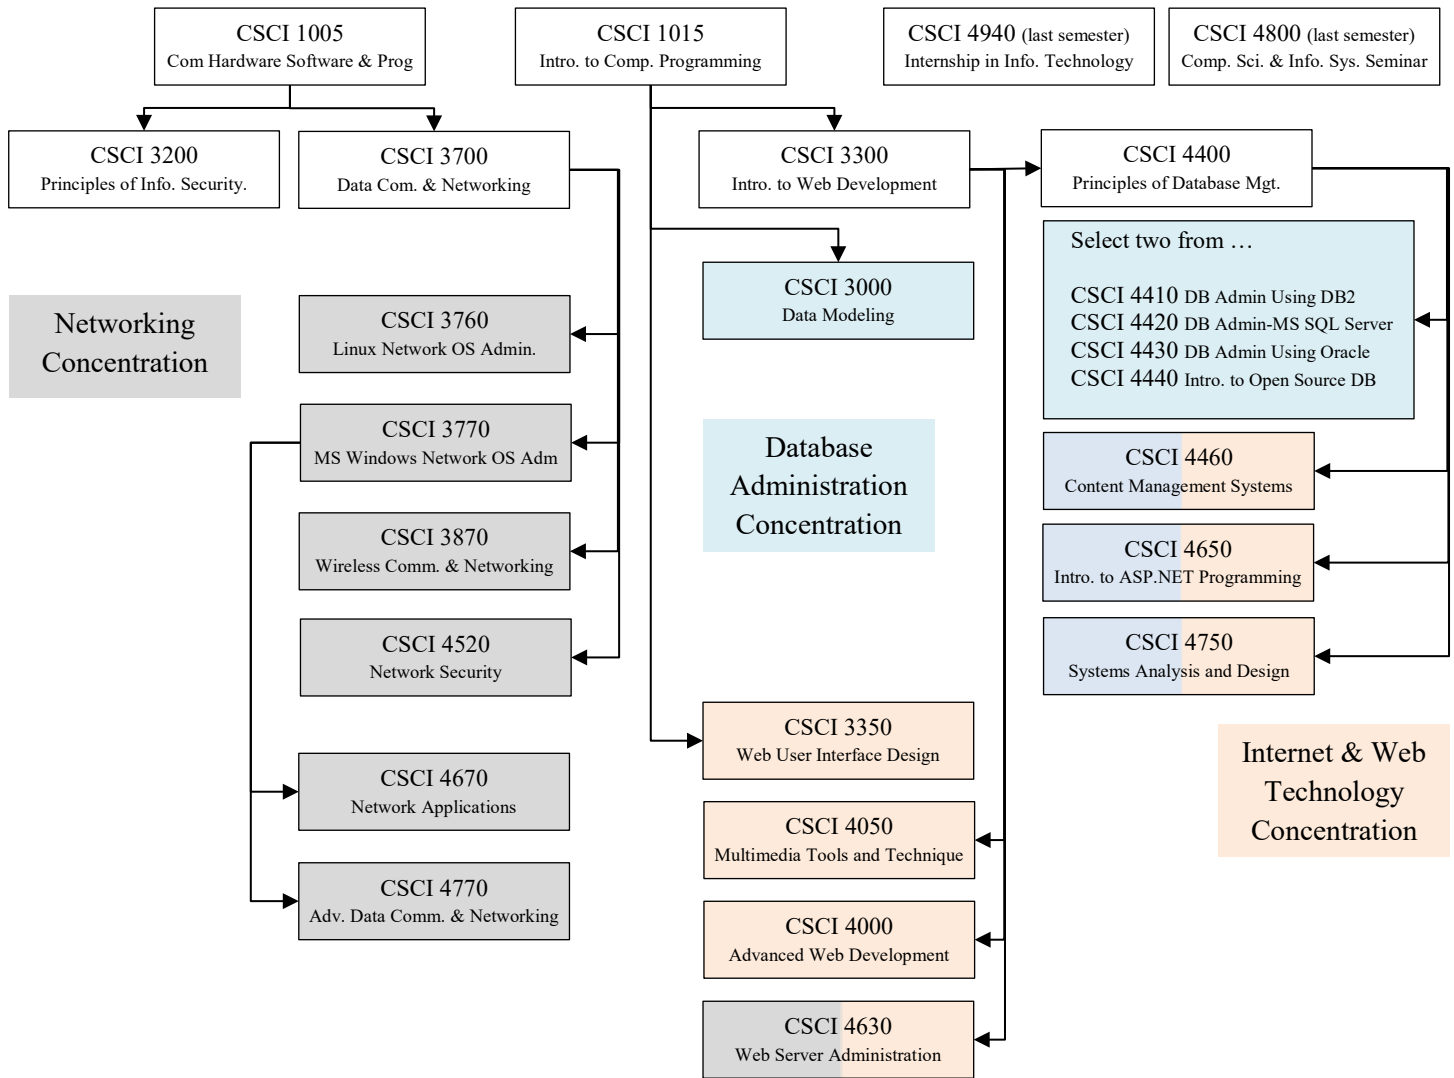 CSCI 1005
Com Hardware Software & Prog
CSCI 1015
Intro. to Comp. Programming
CSCI 4940 (last semester)
Internship in Info. Technology
CSCI 4800 (last semester)
Comp. Sci. & Info. Sys. Seminar
CSCI 3200
Principles of Info. Security.
CSCI 3700
Data Com. & Networking
CSCI 3300
Intro. to Web Development
CSCI 4400
Principles of Database Mgt.
Select two from …
CSCI 4410 DB Admin Using DB2
CSCI 4420 DB Admin-MS SQL Server
CSCI 4430 DB Admin Using Oracle
CSCI 4440 Intro. to Open Source DB
CSCI 3000
Data Modeling
Networking
Concentration
CSCI 3760
Linux Network OS Admin.
CSCI 3770
MS Windows Network OS Adm
Database
Administration
Concentration
CSCI 4460
Content Management Systems
CSCI 3870
Wireless Comm. & Networking
CSCI 4650
Intro. to ASP.NET Programming
CSCI 4520
Network Security
CSCI 4750
Systems Analysis and Design
CSCI 3350
Web User Interface Design
Internet & Web
Technology
Concentration
CSCI 4670
Network Applications
CSCI 4050
Multimedia Tools and Technique
CSCI 4770
Adv. Data Comm. & Networking
CSCI 4000
Advanced Web Development
CSCI 4630
Web Server Administration